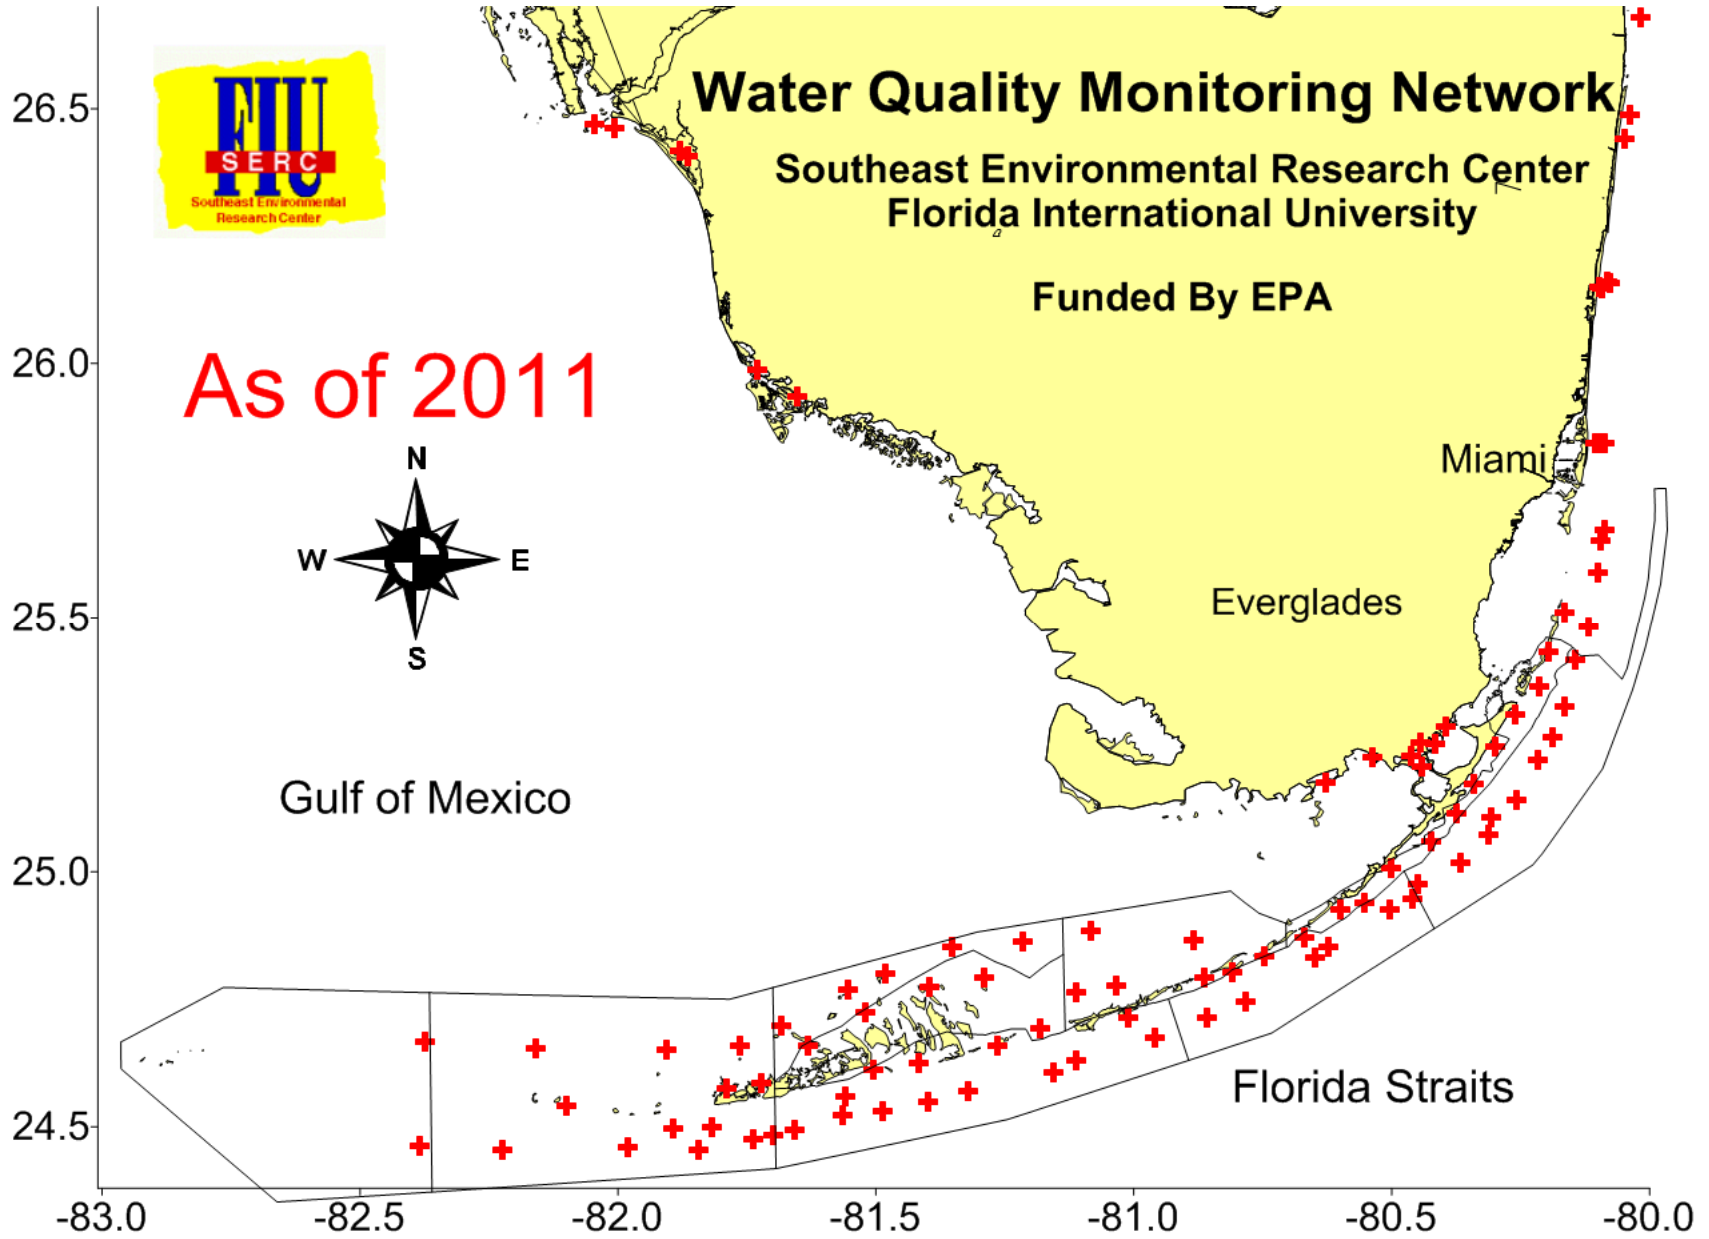 26.5
Water Quality Monitoring Network
FIU
SERC
Southeast Environmental
Research Center
Southeast Environmental Research Center
Florida International University
Funded By EPA
26.0
As of 2011
N
W
E
S
Miami
25.5
Everglades
Gulf of Mexico
25.0
Florida Straits
24.5
-83.0 -82.5 -82.0 -81.5 -81.0 -80.5 -80.0